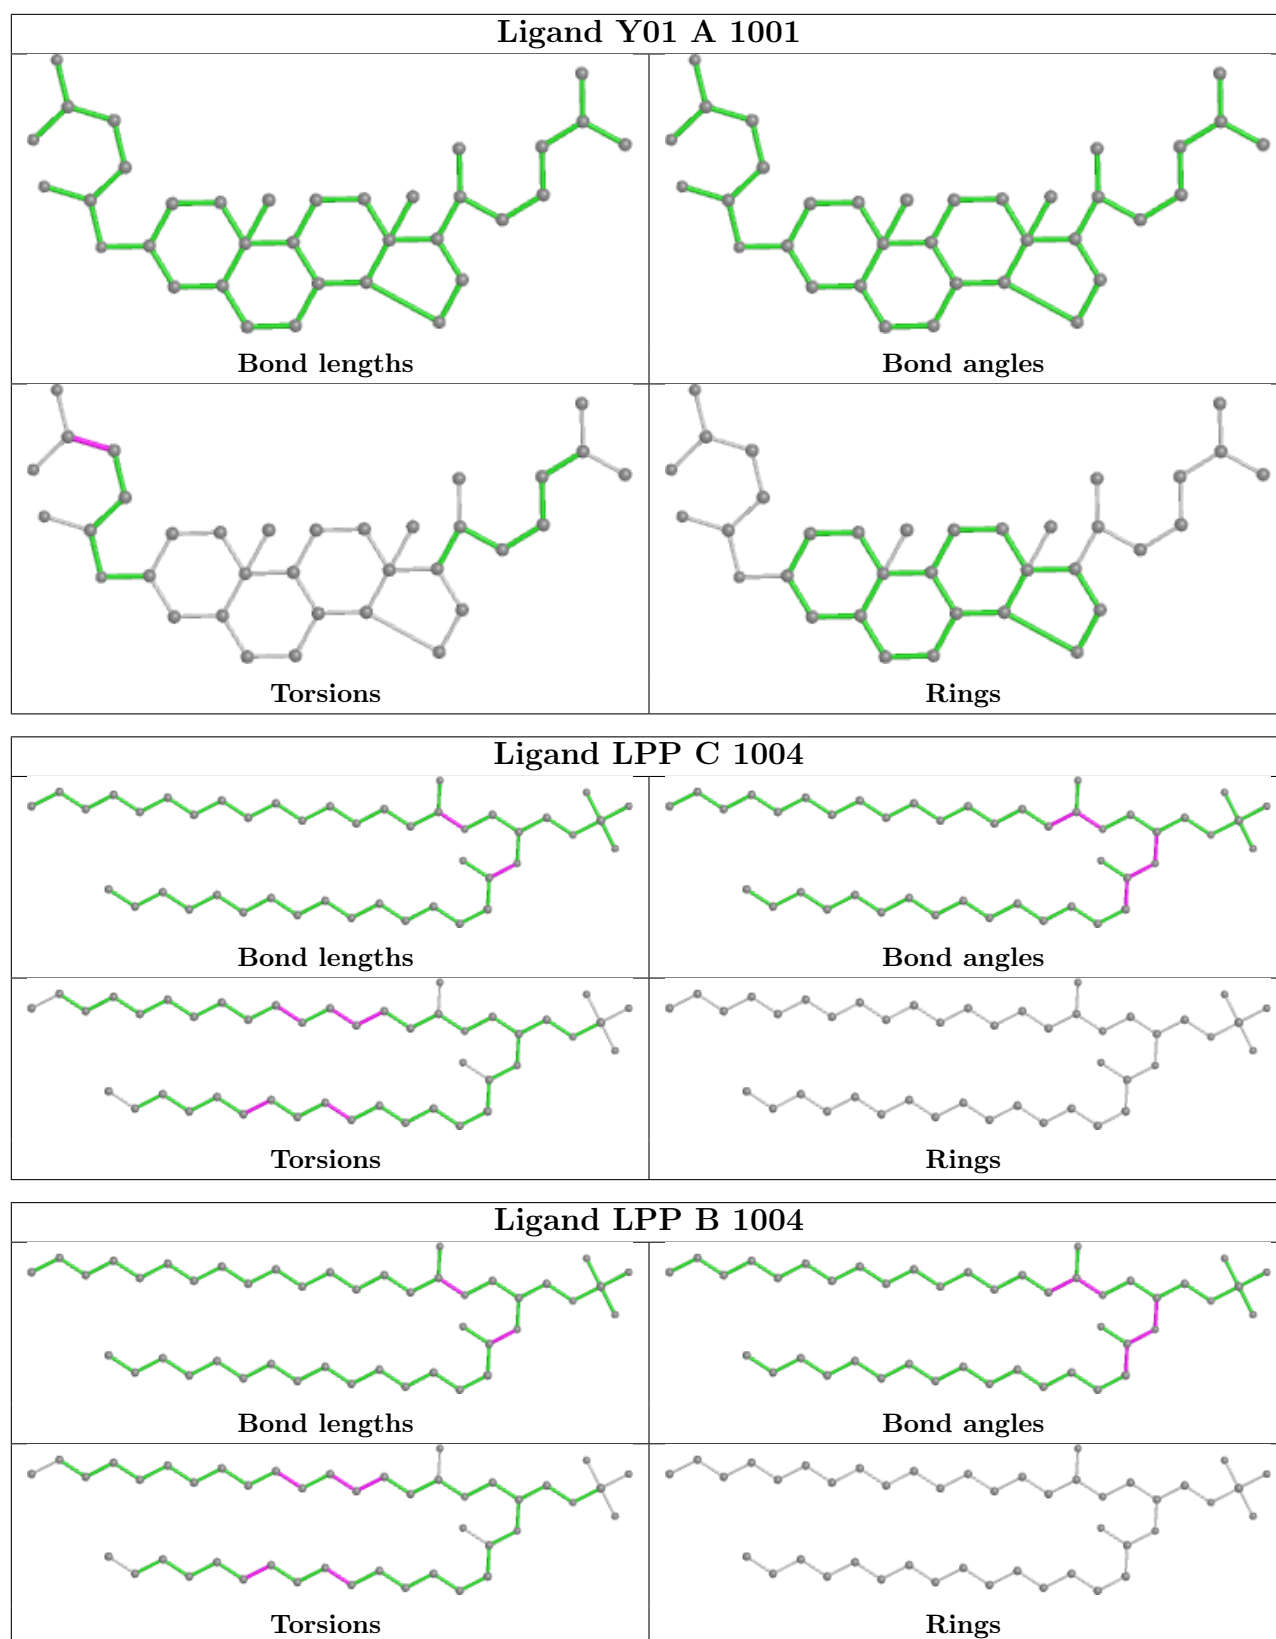 Ligand Y01 A 1001
Bond lengths
Bond angles
Torsions
Rings
Ligand LPP C 1004
Bond lengths
Bond angles
Torsions
Rings
Ligand LPP B 1004
Bond lengths
Bond angles
Torsions
Rings